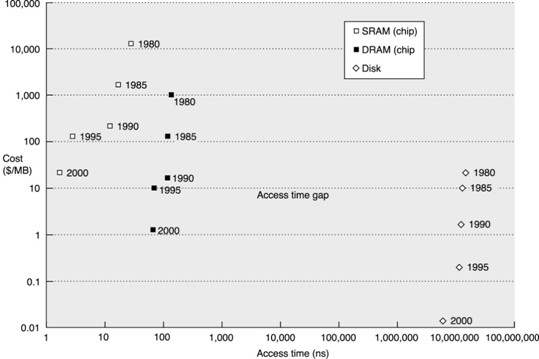 100,000
10,000
1,000
100
10
1
0.1
0.01
Cost
($/MB)
SRAM (chip)
DRAM (chip
Disk
1980
1985
1990
1995
2000
1980
1985
1990
1995
2000
1980
1985
1990
1995
2000
Access time gap
1 10 100 1,000 10,000 100,000 1,000,000 10,000,000 100,000,000
Access time (ns)